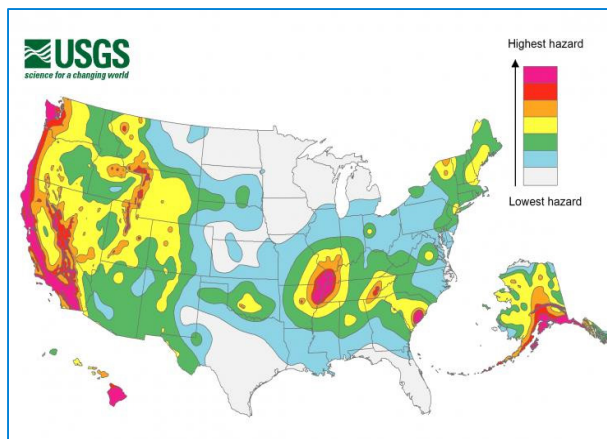 USGS
science for a changing world
Highest hazard
Lowest hazard